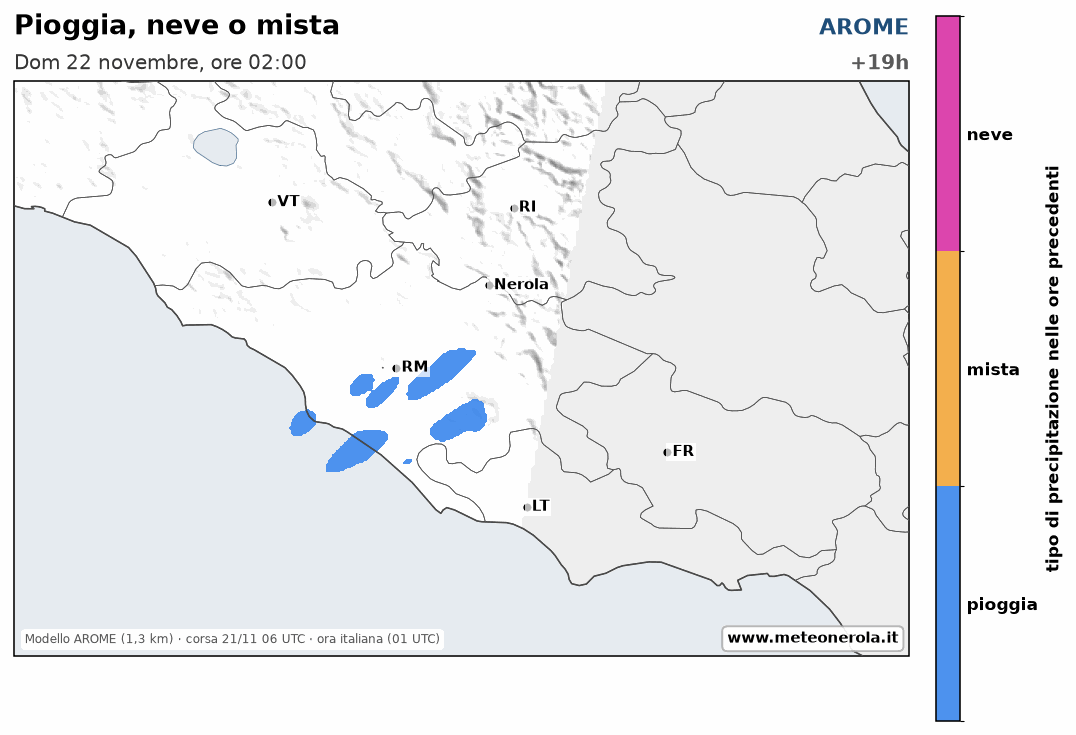 Pioggia, neve o mista
AROME
Dom 22 novembre, ore 02:00
+19h
neve
VT
RI
Nerola
mista
RM
FR
LT
pioggia
tipo di precipitazione nelle ore precedenti
Modello AROME (1,3 km) · corsa 21/11 06 UTC · ora italiana (01 UTC)
www.meteonerola.it